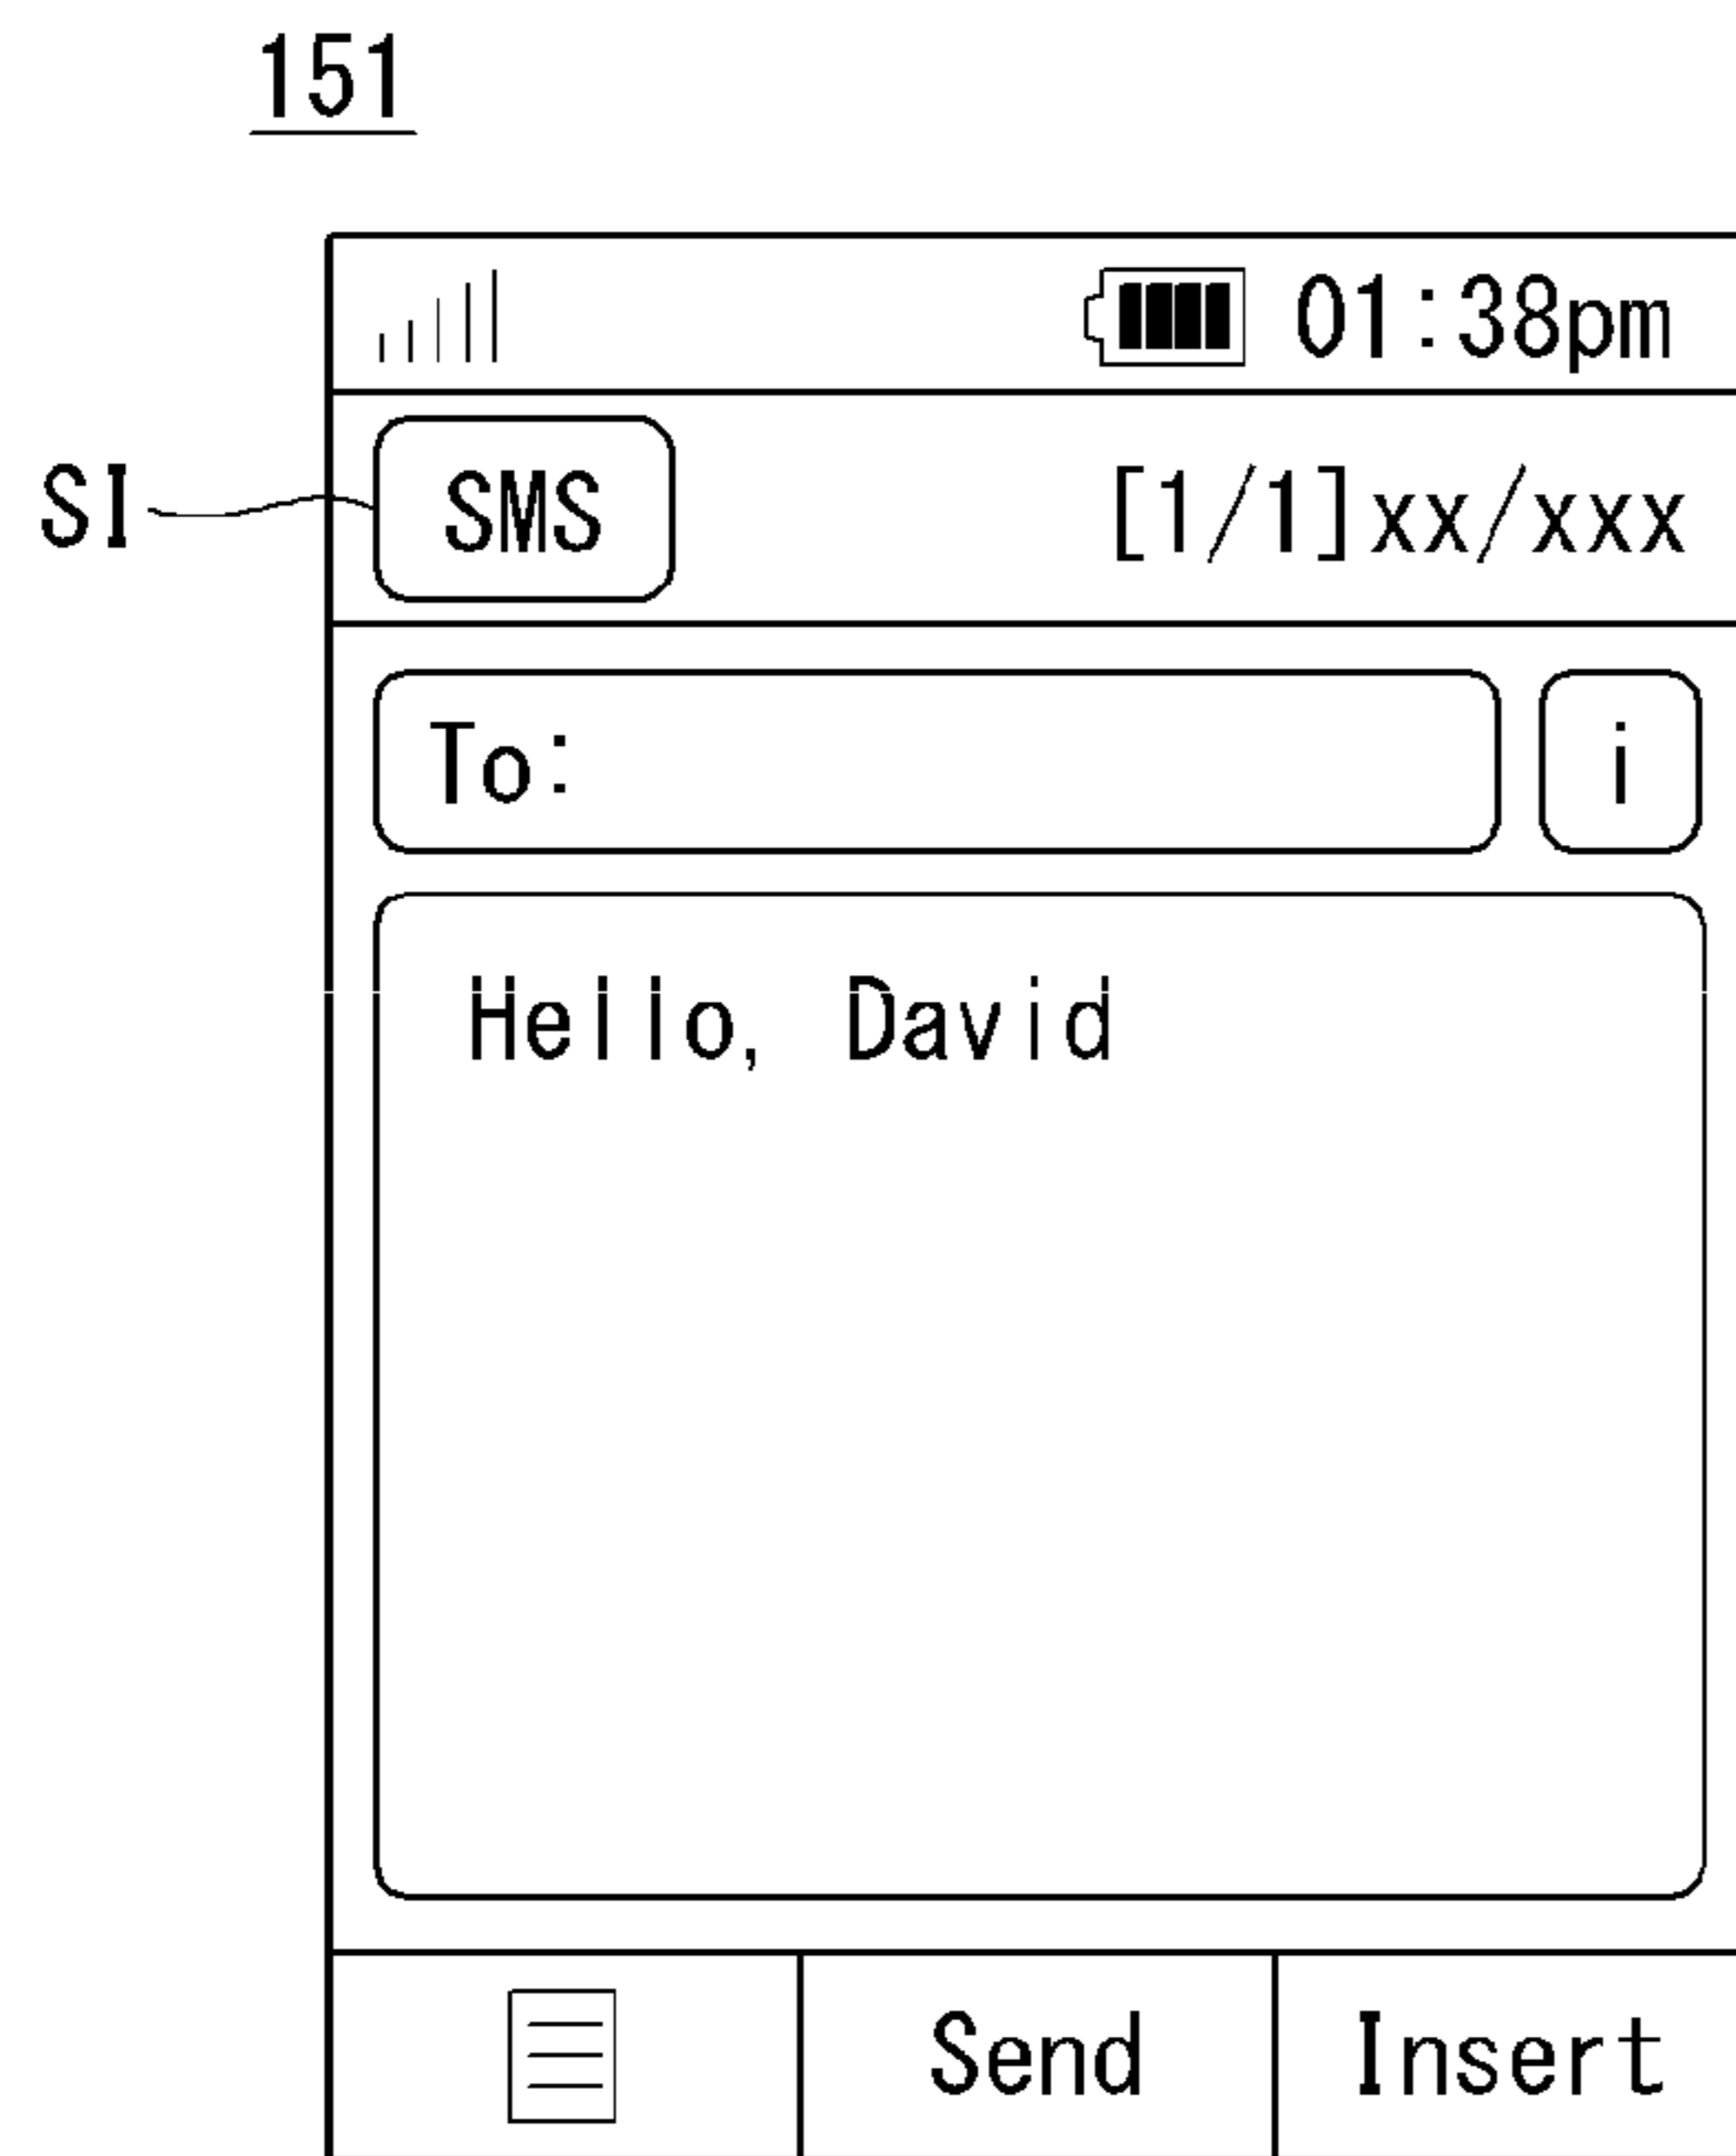 151
01:38pm
SI SMS [1/1]xx/xxx
To: i
Hello, David
Send Insert